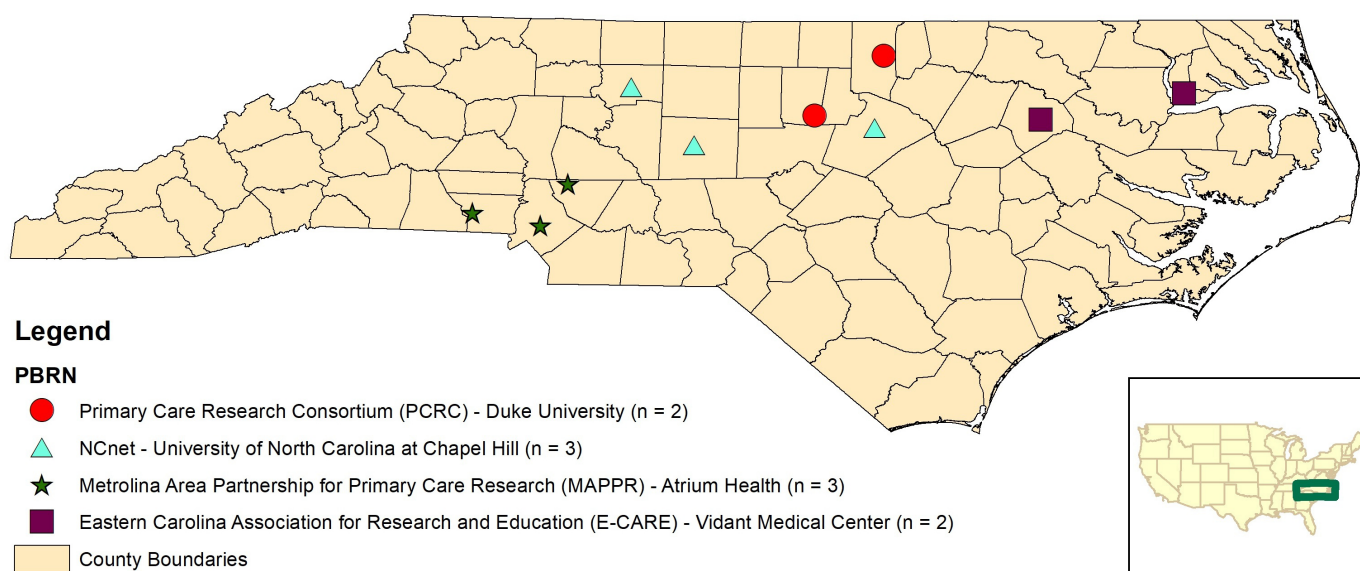 Legend
PBRN
Primary Care Research Consortium (PCRC) - Duke University (n = 2)
NCnet - University of North Carolina at Chapel Hill (n = 3)
Metrolina Area Partnership for Primary Care Research (MAPPR) - Atrium Health (n = 3)
Eastern Carolina Association for Research and Education (E-CARE) - Vidant Medical Center (n = 2)
County Boundaries